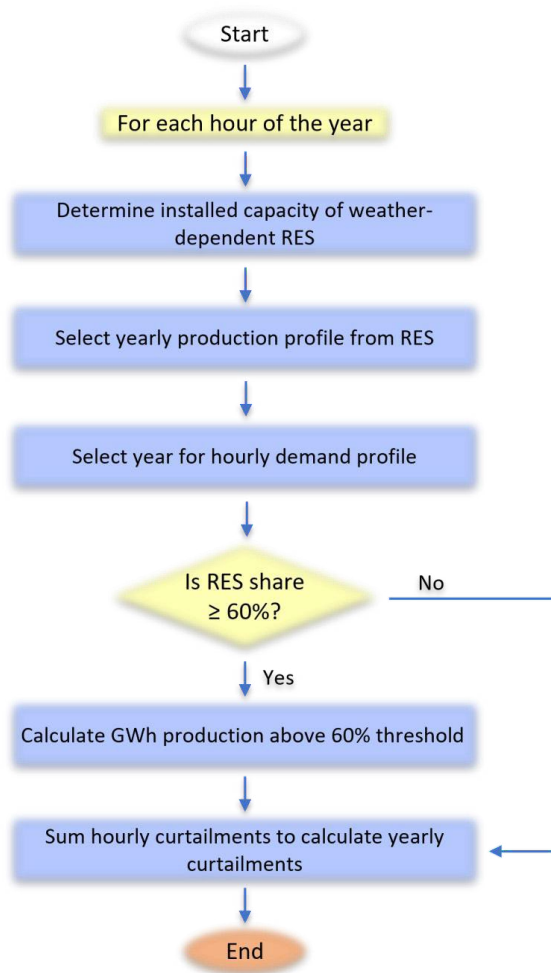 Start
For each hour of the year
Determine installed capacity of weather-
dependent RES
Select yearly production profile from RES
Select year for hourly demand profile
Is RES share
≥ 60%?
No
Yes
Calculate GWh production above 60% threshold
Sum hourly curtailments to calculate yearly
curtailments
End